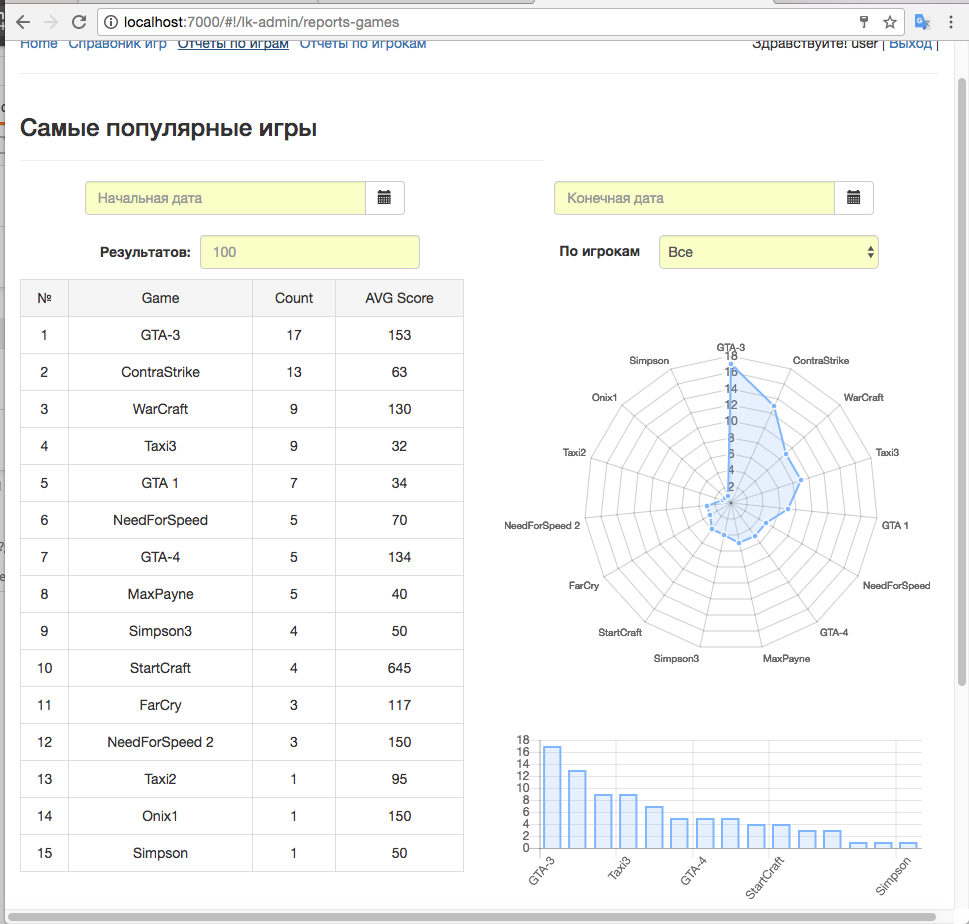 localhost:7000/#!/lk-admin/reports-games
Home Справоник игр Отчеты по играм Отчеты по игрокам Здравствуйте! user | Выход |
Самые популярные игры
Начальная дата Конечная дата
Результатов: 100 По игрокам Все
№ Game Count AVG Score
1 GTA-3 17 153
2 ContraStrike 13 63
3 WarCraft 9 130
4 Taxi3 9 32
5 GTA 1 7 34
6 NeedForSpeed 5 70
7 GTA-4 5 134
8 MaxPayne 5 40
9 Simpson3 4 50
10 StartCraft 4 645
11 FarCry 3 117
12 NeedForSpeed 2 3 150
13 Taxi2 1 95
14 Onix1 1 150
15 Simpson 1 50
GTA-3
18
Simpson ContraStrike
16
14
Onix1 WarCraft
12
10
8
Taxi2 Taxi3
6
4
2
NeedForSpeed 2 GTA 1
FarCry NeedForSpeed
StartCraft GTA-4
Simpson3 MaxPayne
18
16
14
12
10
8
6
4
2
0
GTA-3 Taxi3 GTA-4 StartCraft Simpson